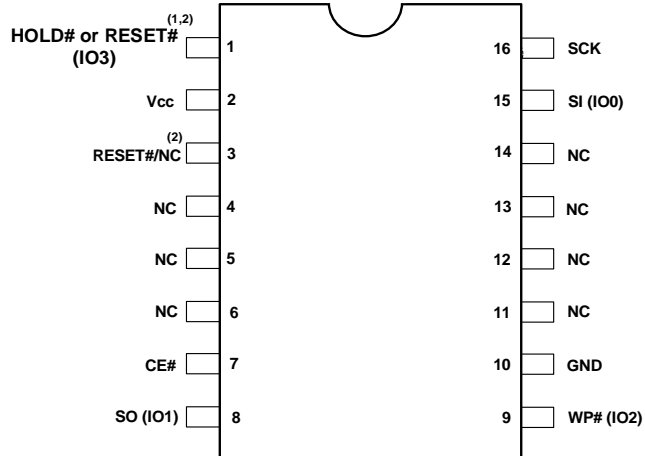 (1,2)
HOLD# or RESET#
(IO3)
1
16
SCK
Vcc
2
15
SI (IO0)
(2)
RESET#/NC
3
14
NC
NC
4
13
NC
NC
5
12
NC
NC
6
11
NC
CE#
7
10
GND
SO (IO1)
8
9
WP# (IO2)